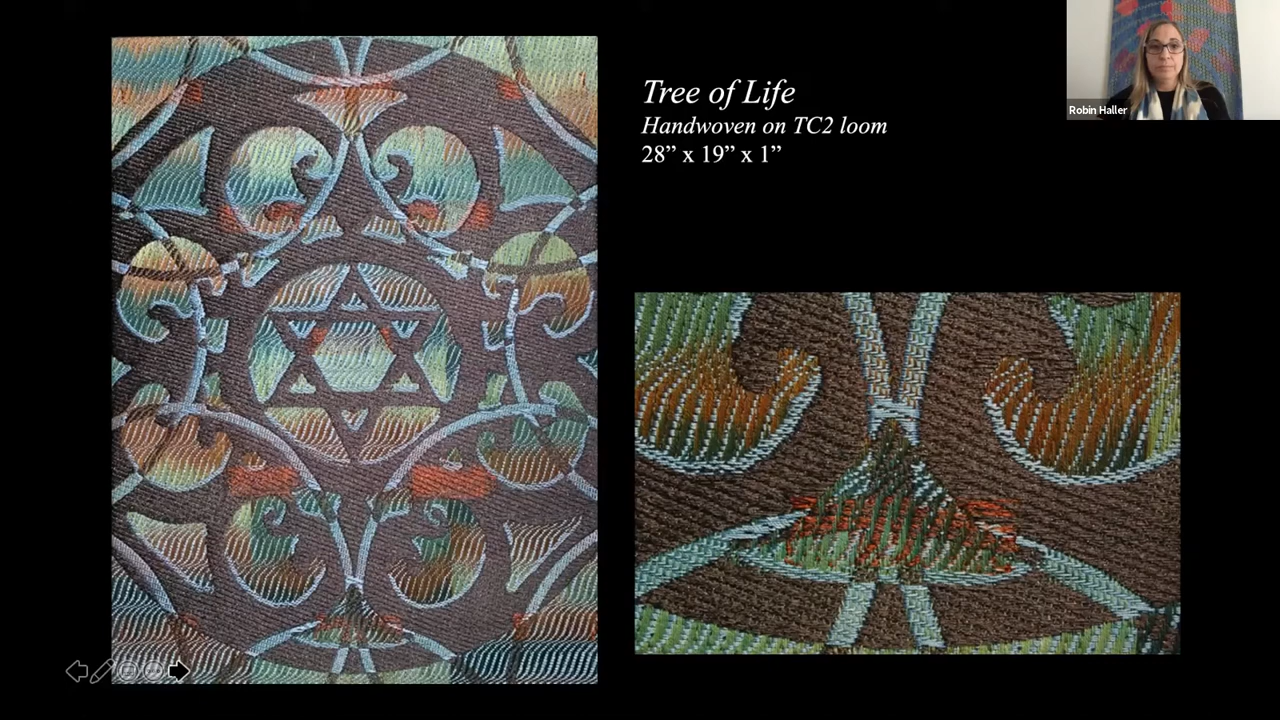 Tree of Life
Handwoven on TC2 loom
28” x 19” x 1”
Robin Haller